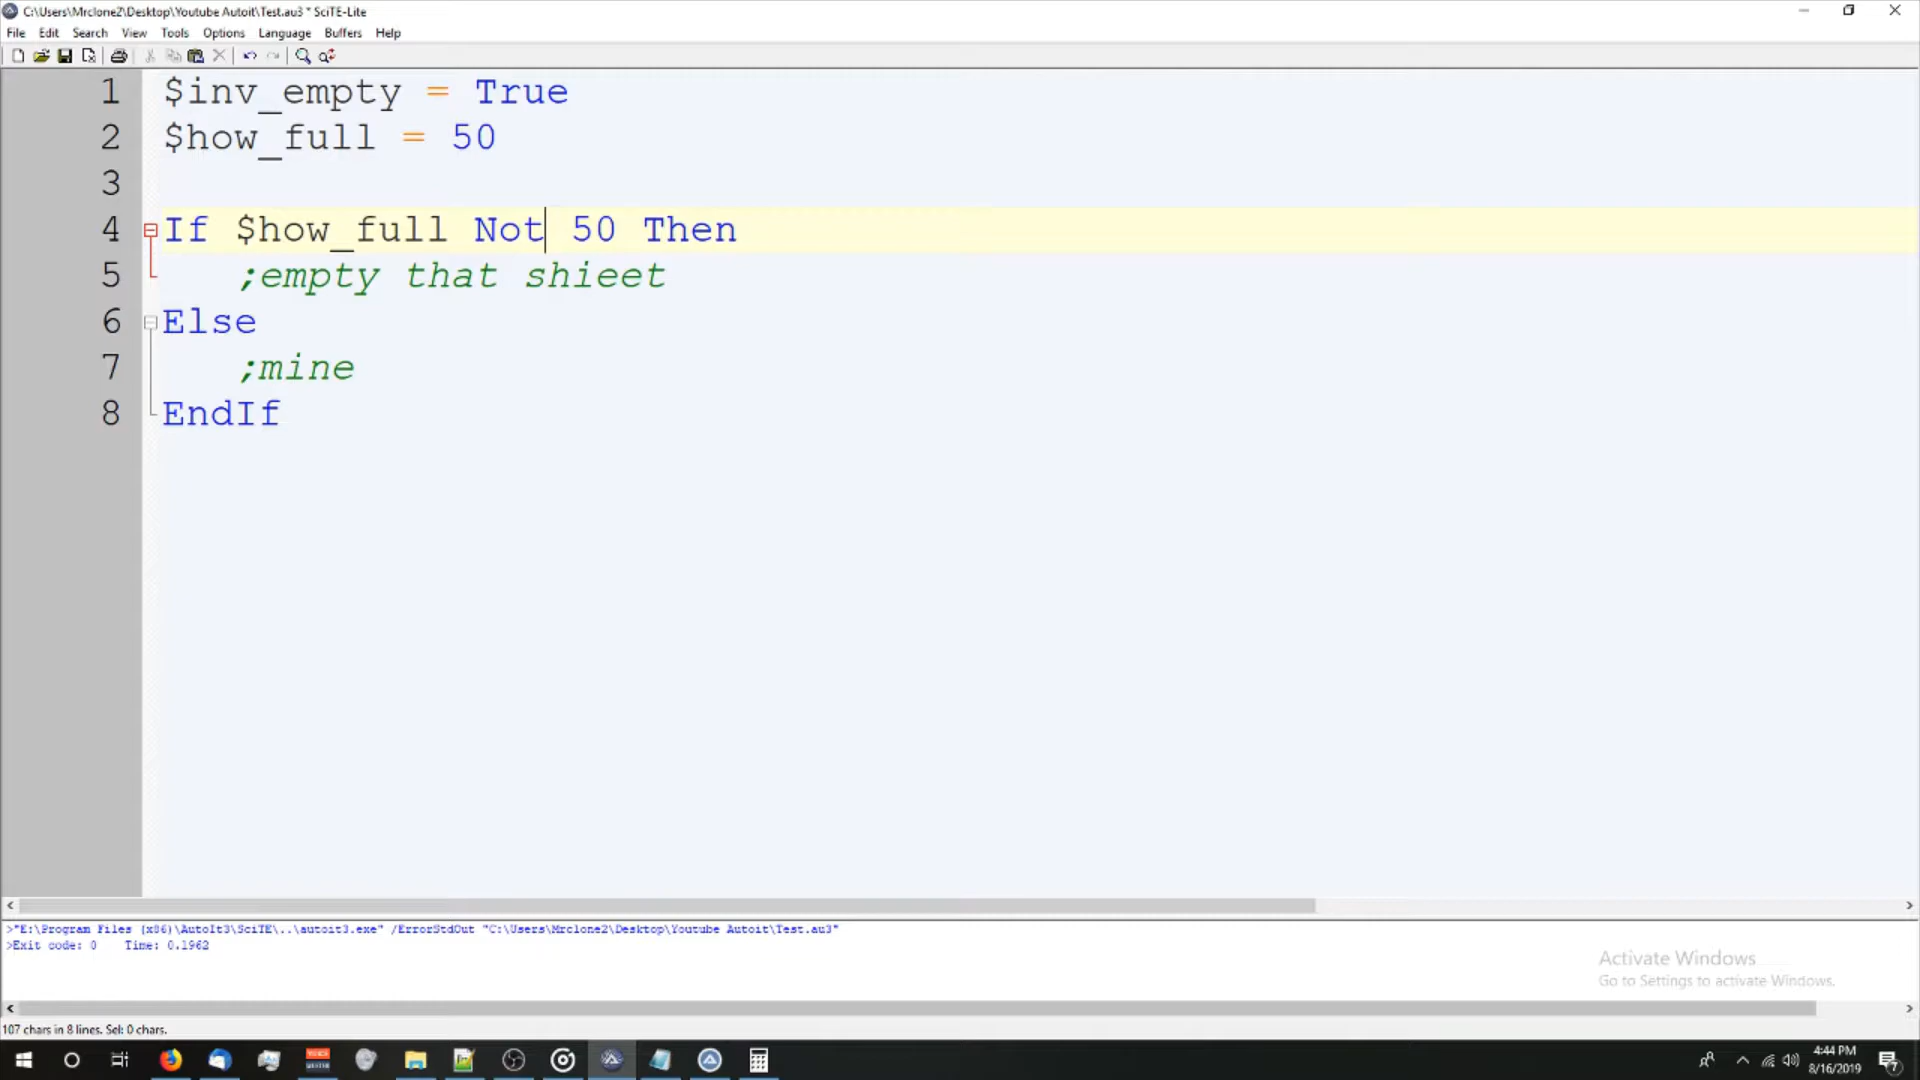 C:\Users\Mrclone2\Desktop\Youtube Autoit\Test.au3 * SciTE-Lite
File Edit Search View Tools Options Language Buffers Help
1 $inv_empty = True
2 $how_full = 50
3
4 If $how_full Not 50 Then
5 ;empty that shieet
6 Else
7 ;mine
8 EndIf
>"E:\Program Files (x86)\AutoIt3\SciTE\..\autoit3.exe" /ErrorStdOut "C:\Users\Mrclone2\Desktop\Youtube Autoit\Test.au3"
>Exit code: 0 Time: 0.1962
Activate Windows
Go to Settings to activate Windows.
107 chars in 8 lines. Sel: 0 chars.
4:44 PM
8/16/2019